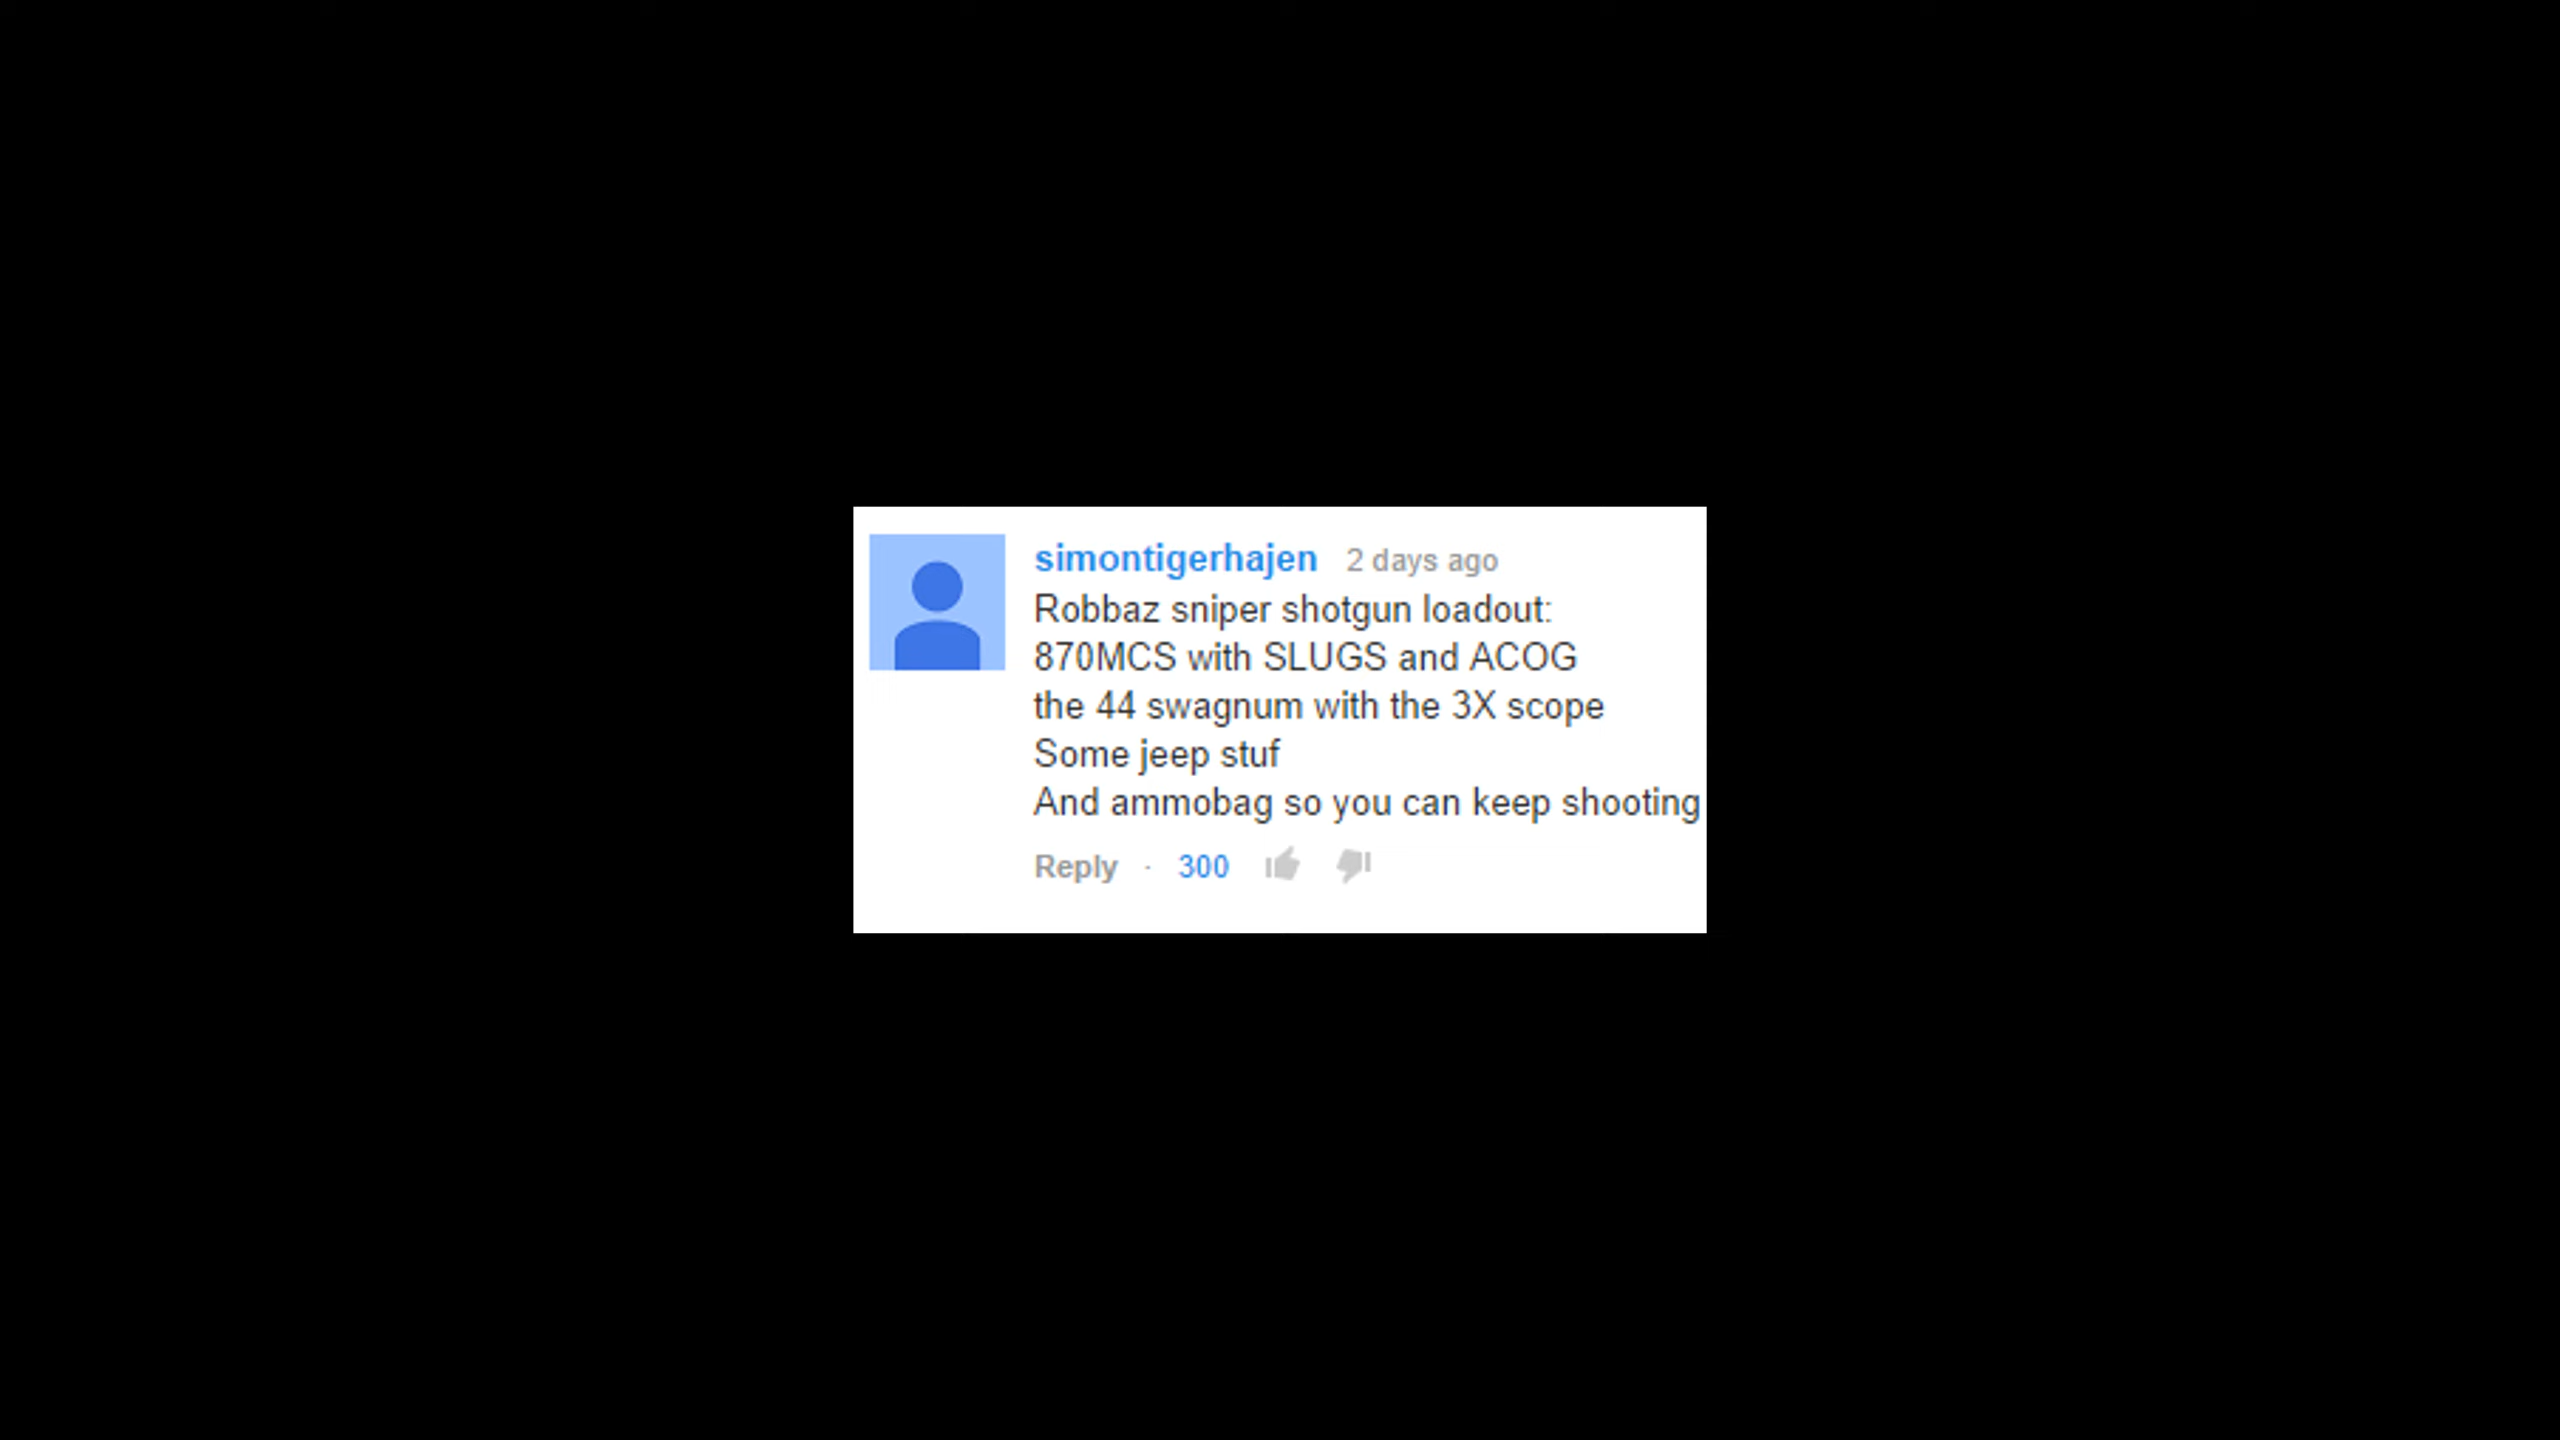 simontigerhajen 2 days ago
Robbaz sniper shotgun loadout:
870MCS with SLUGS and ACOG
the 44 swagnum with the 3X scope
Some jeep stuf
And ammobag so you can keep shooting
Reply · 300